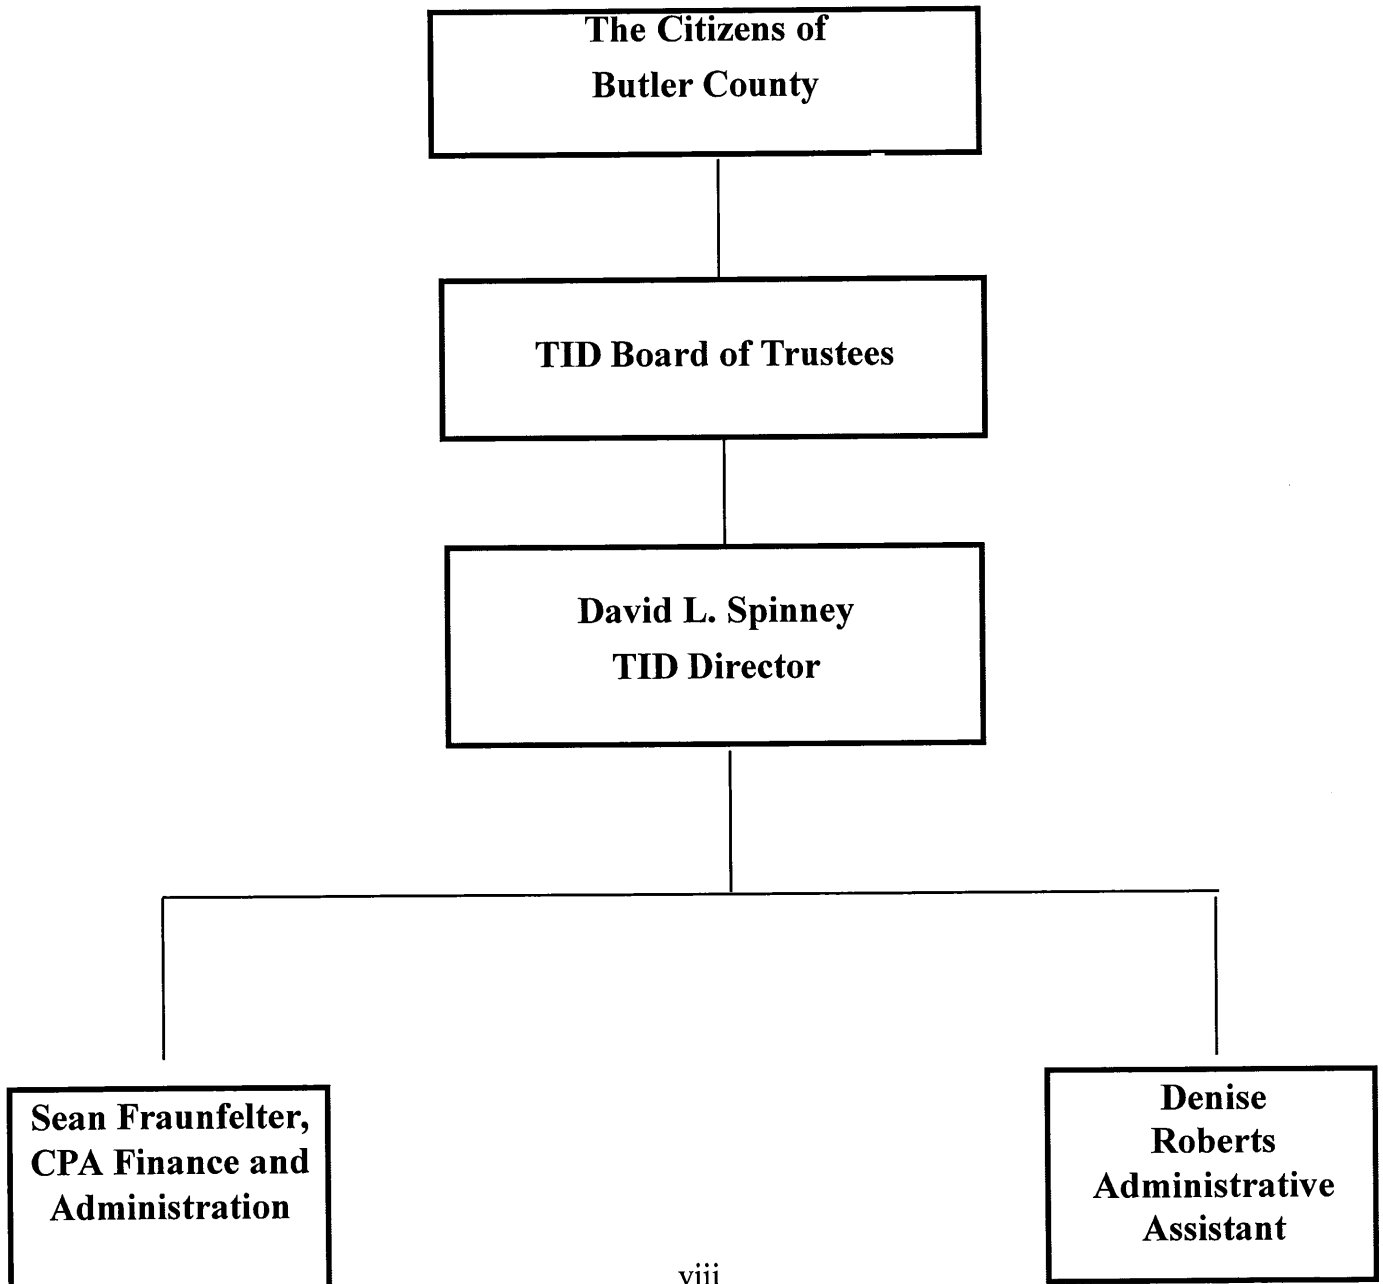 The Citizens of
Butler County
TID Board of Trustees
David L. Spinney
TID Director
Sean Fraunfelter,
CPA Finance and
Administration
Denise
Roberts
Administrative
Assistant
viii